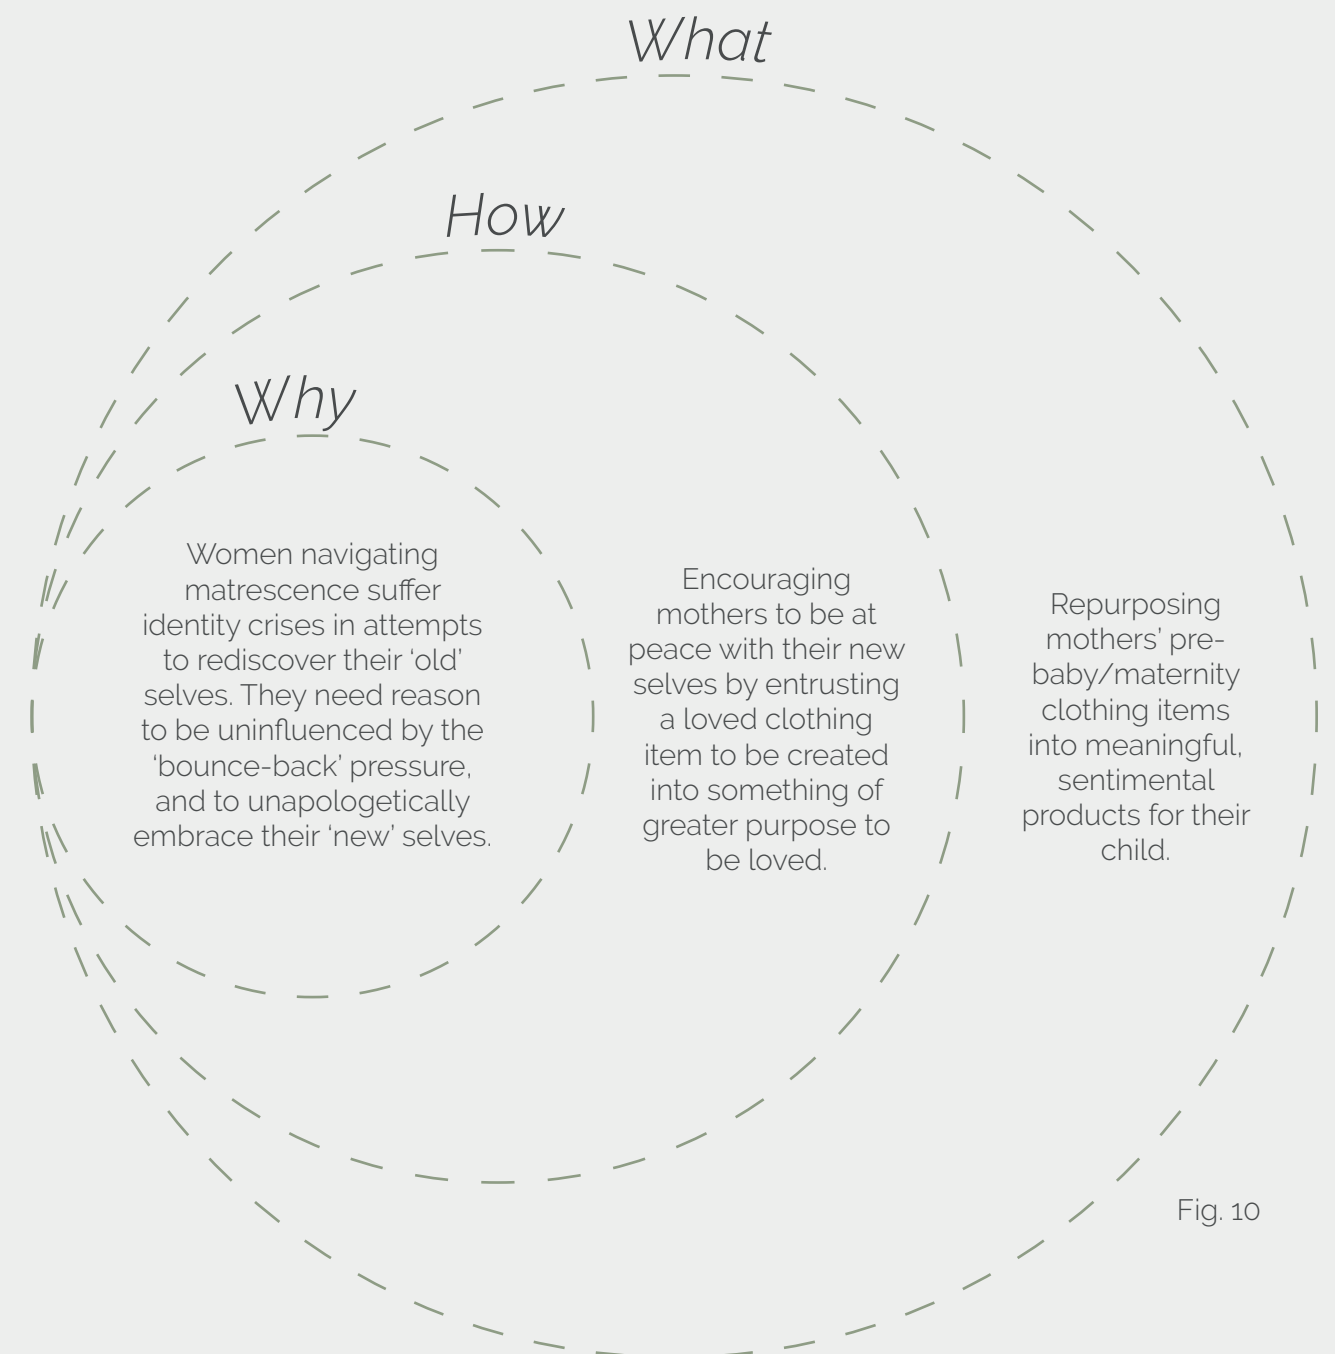 What
How
Why
Women navigating
matrescence suffer
identity crises in attempts
to rediscover their ‘old’
selves. They need reason
to be uninfluenced by the
‘bounce-back’ pressure,
and to unapologetically
embrace their ‘new’ selves.
Encouraging
mothers to be at
peace with their new
selves by entrusting
a loved clothing
item to be created
into something of
greater purpose to
be loved.
Repurposing
mothers’ pre-
baby/maternity
clothing items
into meaningful,
sentimental
products for their
child.
Fig. 10